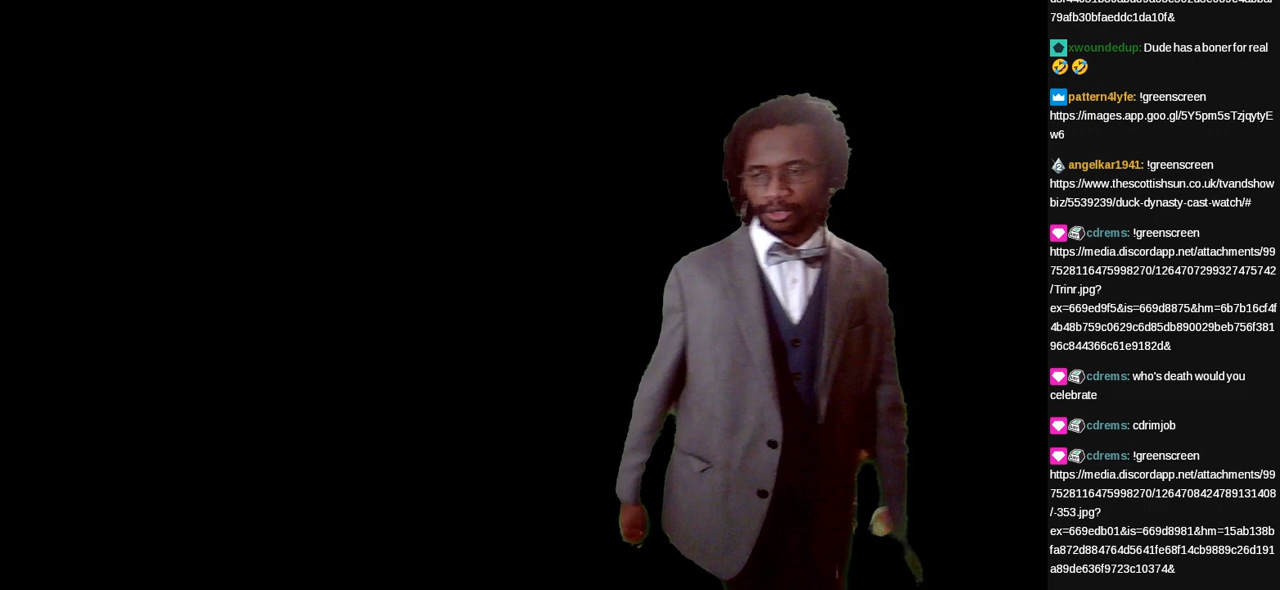 79afb30bfaeddc1da10f&
xwoundedup: Dude has a boner for real
🤣 🤣
pattern4lyfe: !greenscreen
https://images.app.goo.gl/5Y5pm5sTzjqytyE
w6
angelkar1941: !greenscreen
https://www.thescottishsun.co.uk/tvandshow
biz/5539239/duck-dynasty-cast-watch/#
cdrems: !greenscreen
https://media.discordapp.net/attachments/99
7528116475998270/1264707299327475742
/Trinr.jpg?
ex=669ed9f5&is=669d8875&hm=6b7b16cf4f
4b48b759c0629c6d85db890029beb756f381
96c844366c61e9182d&
cdrems: who's death would you
celebrate
cdrems: cdrimjob
cdrems: !greenscreen
https://media.discordapp.net/attachments/99
7528116475998270/1264708424789131408
/-353.jpg?
ex=669edb01&is=669d8981&hm=15ab138b
fa872d884764d5641fe68f14cb9889c26d191
a89de636f9723c10374&